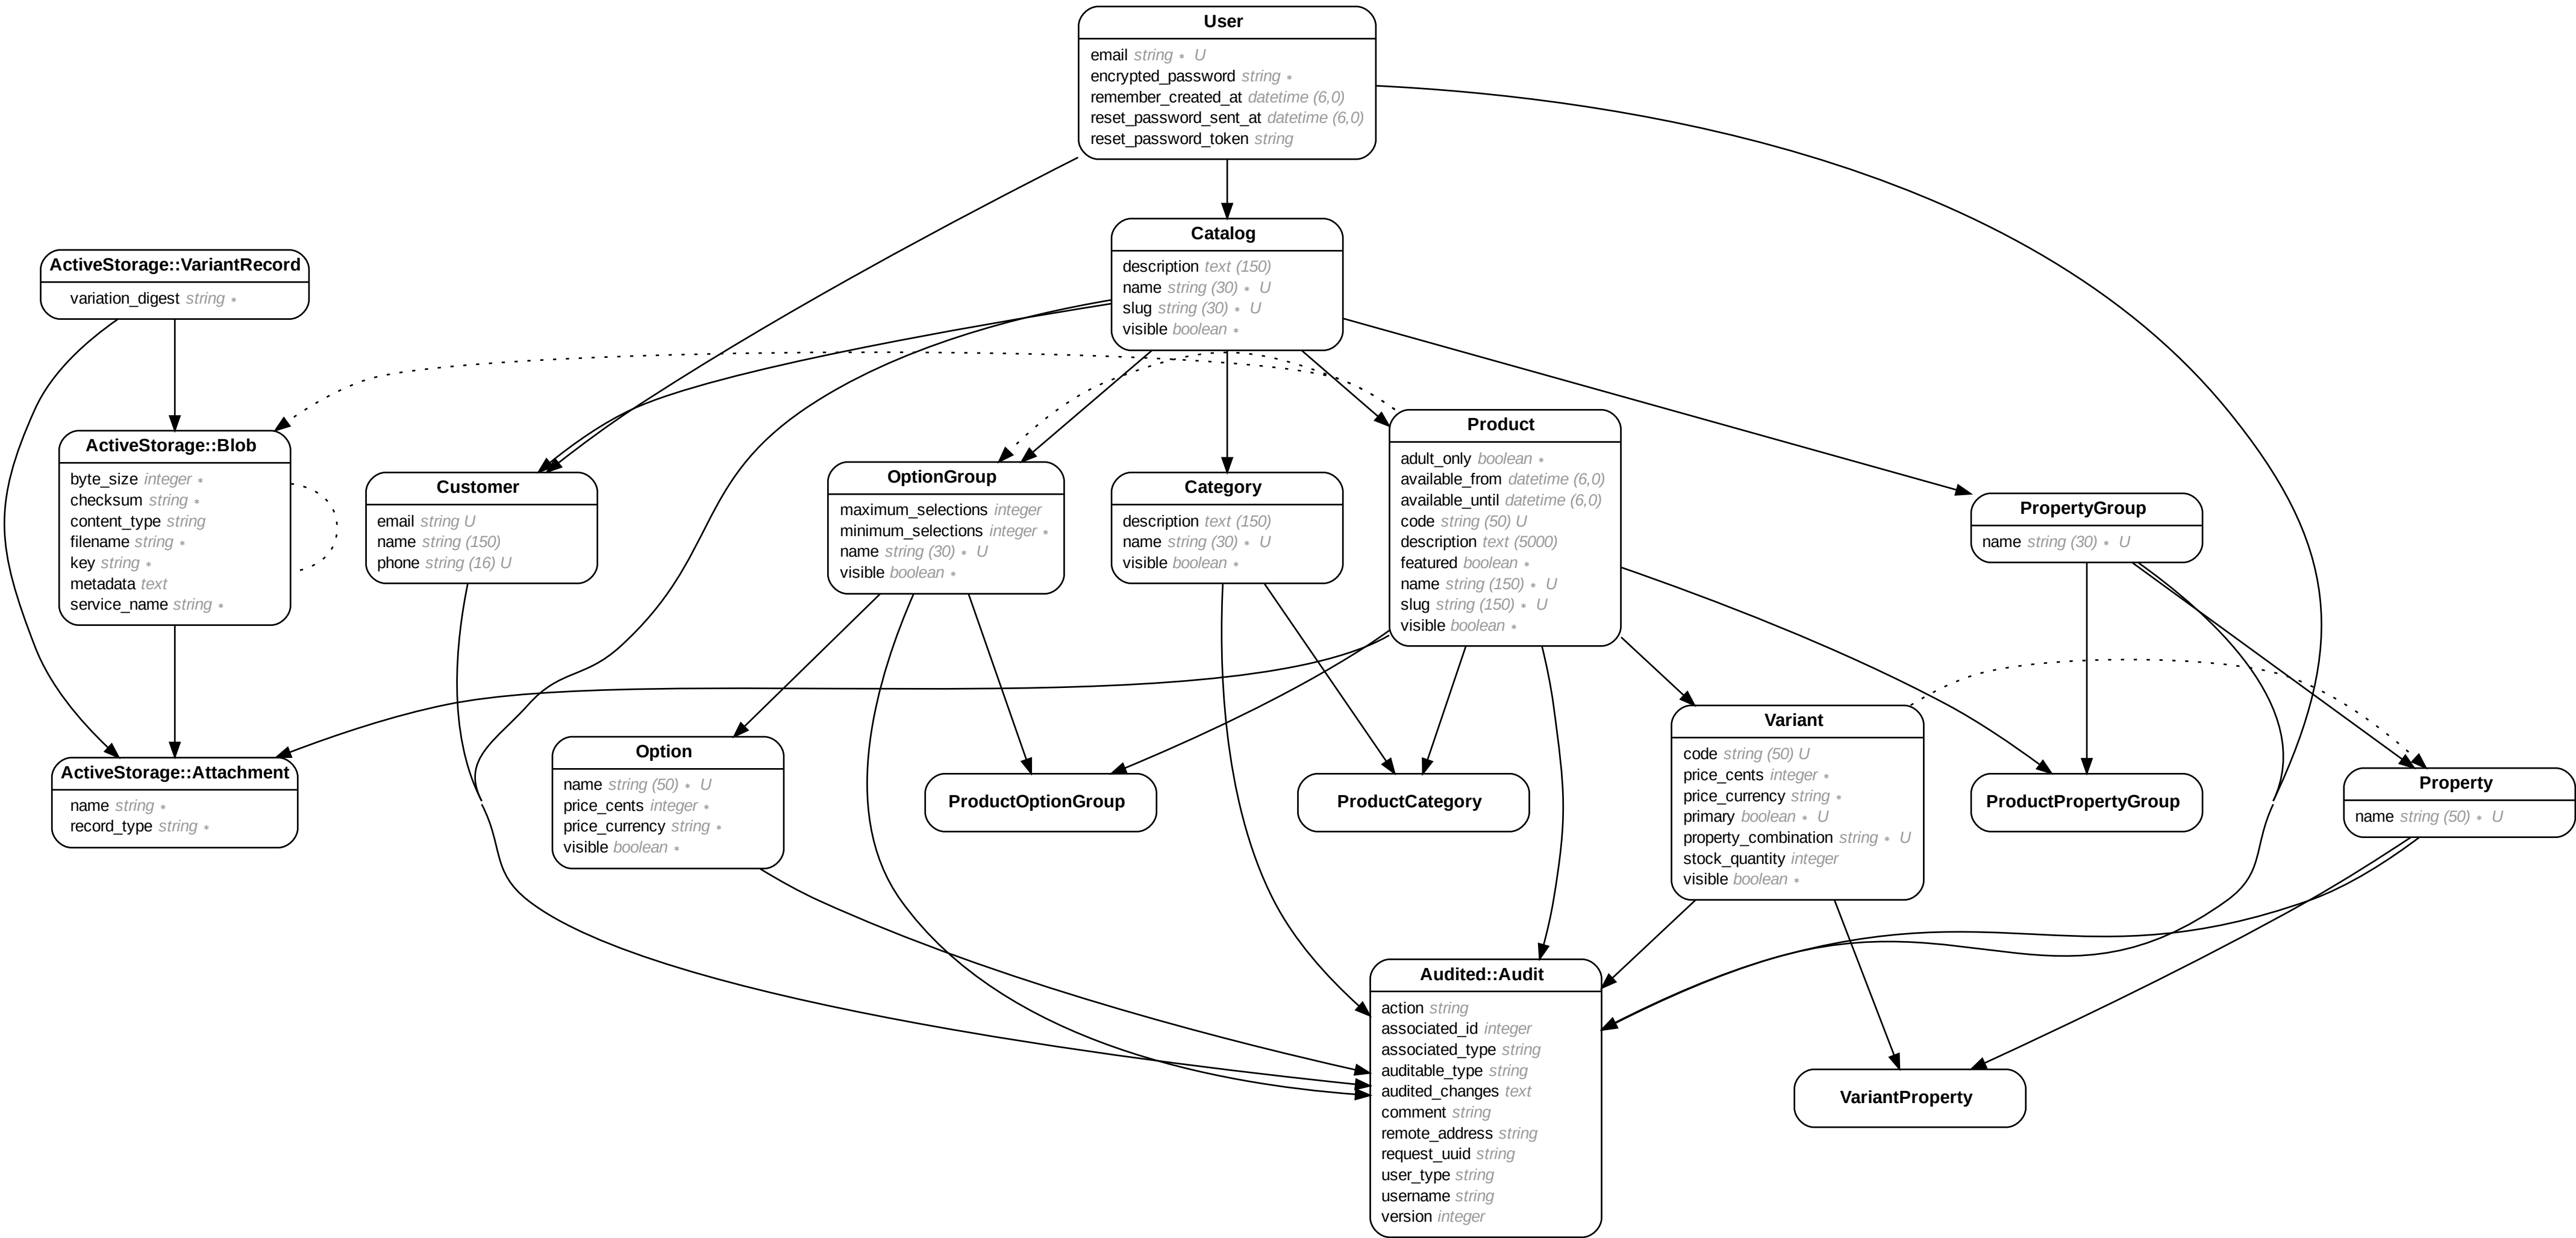 User
email string * U
encrypted_password string *
remember_created_at datetime (6,0)
reset_password_sent_at datetime (6,0)
reset_password_token string
Catalog
description text (150)
name string (30) * U
slug string (30) * U
visible boolean *
ActiveStorage::VariantRecord
variation_digest string *
ActiveStorage::Blob
byte_size integer *
checksum string *
content_type string
filename string *
key string *
metadata text
service_name string *
Customer
email string U
name string (150)
phone string (16) U
OptionGroup
maximum_selections integer
minimum_selections integer *
name string (30) * U
visible boolean *
Category
description text (150)
name string (30) * U
visible boolean *
Product
adult_only boolean *
available_from datetime (6,0)
available_until datetime (6,0)
code string (50) U
description text (5000)
featured boolean *
name string (150) * U
slug string (150) * U
visible boolean *
PropertyGroup
name string (30) * U
ActiveStorage::Attachment
name string *
record_type string *
Option
name string (50) * U
price_cents integer *
price_currency string *
visible boolean *
ProductOptionGroup
ProductCategory
Variant
code string (50) U
price_cents integer *
price_currency string *
primary boolean * U
property_combination string * U
stock_quantity integer
visible boolean *
ProductPropertyGroup
Property
name string (50) * U
Audited::Audit
action string
associated_id integer
associated_type string
auditable_type string
audited_changes text
comment string
remote_address string
request_uuid string
user_type string
username string
version integer
VariantProperty